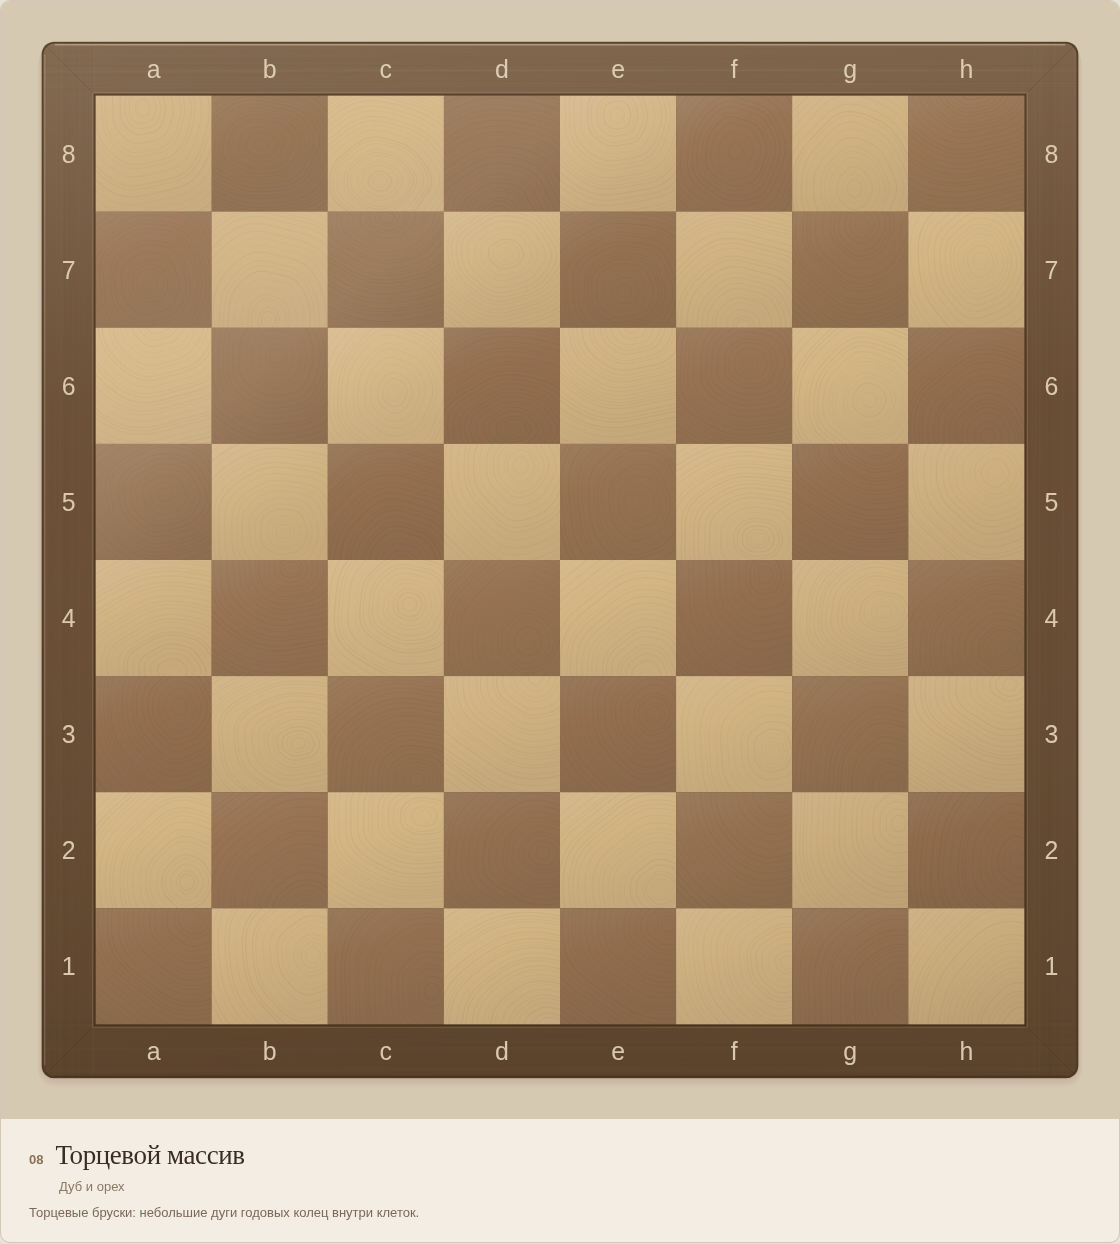 a b c d e f g h
8 8
7 7
6 6
5 5
4 4
3 3
2 2
1 1
a b c d e f g h
08 Торцевой массив
Дуб и орех
Торцевые бруски: небольшие дуги годовых колец внутри клеток.